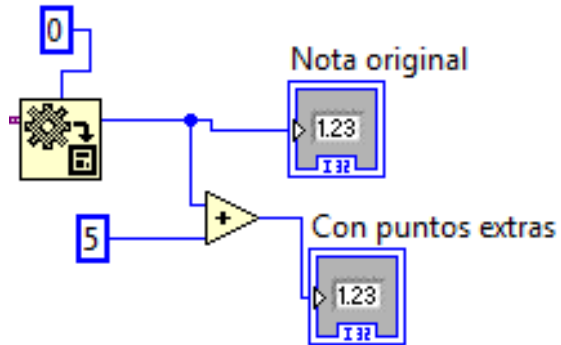 0
Nota original
1.23
I32
+
5
Con puntos extras
1.23
I32